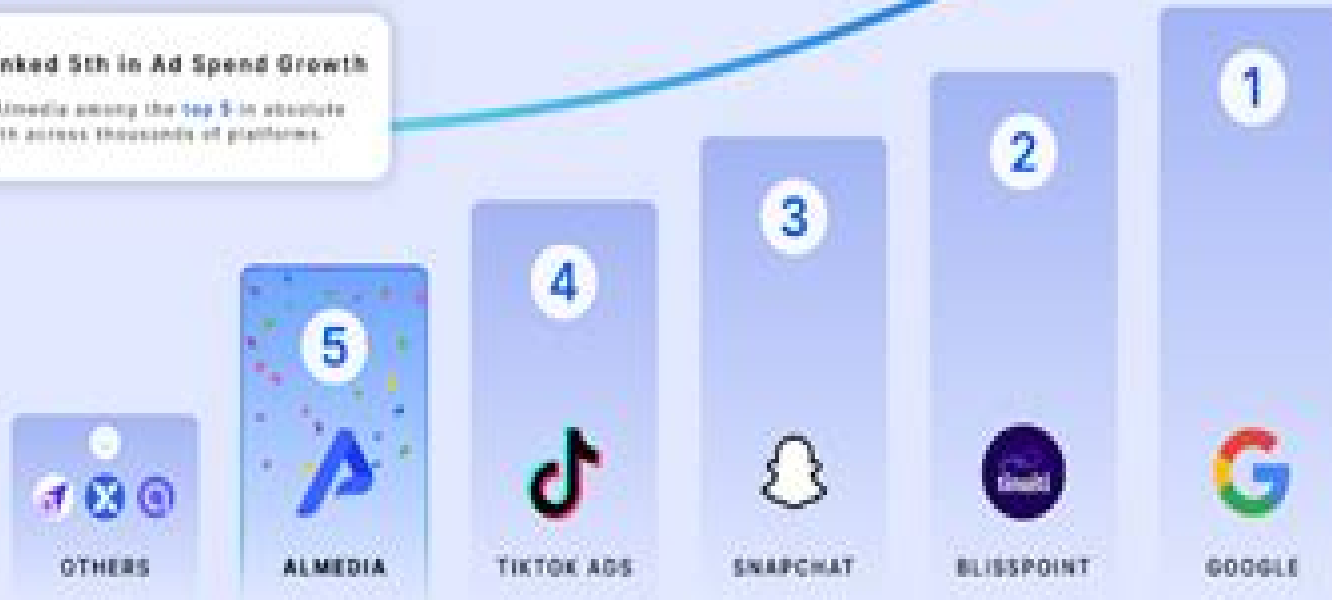 nked 5th in Ad Spend Growth
Almedia among the top 5 in absolute
th across thousands of platforms.
1
2
3
4
5
OTHERS
ALMEDIA
TIKTOK ADS
SNAPCHAT
BLISSPOINT
GOOGLE